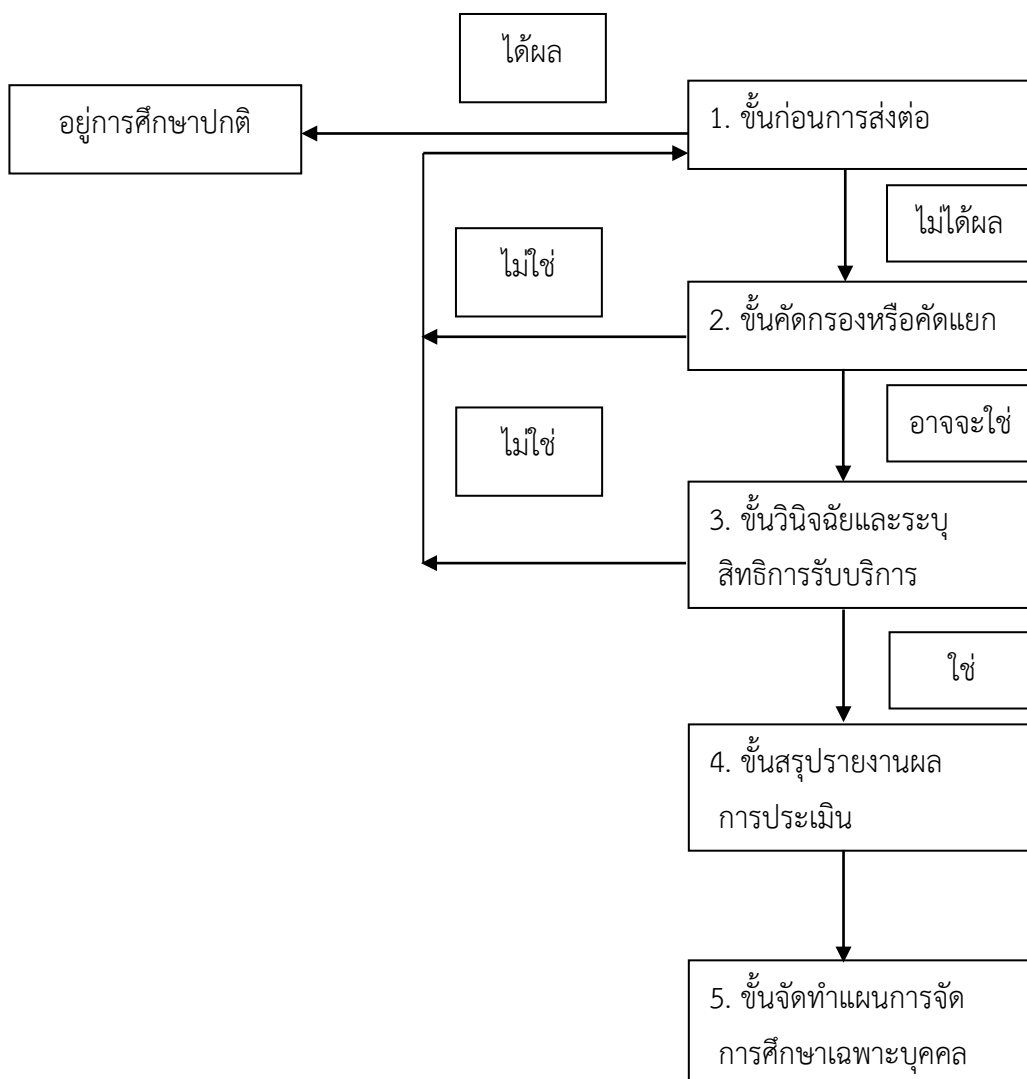 ได้ผล
อยู่การศึกษาปกติ
1. ขั้นก่อนการส่งต่อ
ไม่ได้ผล
ไม่ใช่
2. ขั้นคัดกรองหรือคัดแยก
อาจจะใช่
ไม่ใช่
3. ขั้นวินิจฉัยและระบุ
สิทธิการรับบริการ
ใช่
4. ขั้นสรุปรายงานผล
การประเมิน
5. ขั้นจัดทำแผนการจัด
การศึกษาเฉพาะบุคคล